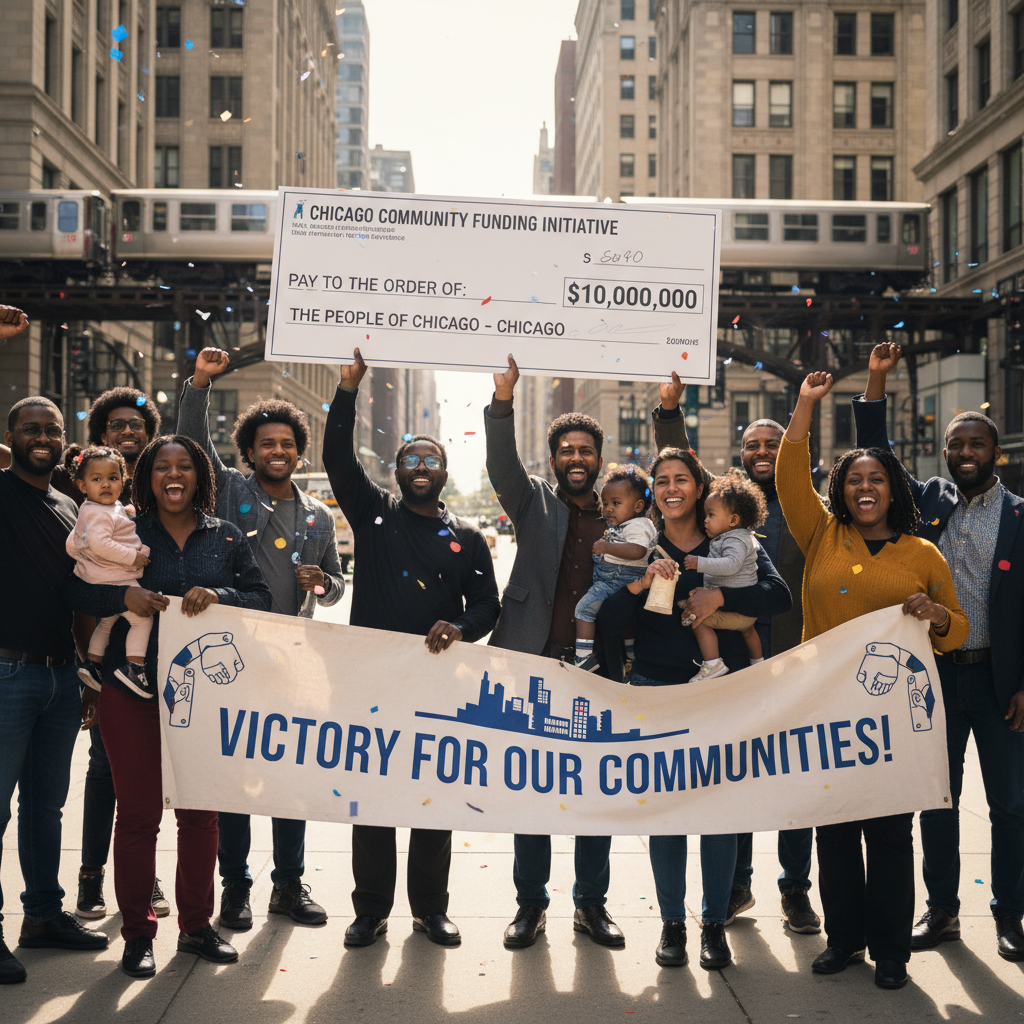 CHICAGO COMMUNITY FUNDING INITIATIVE
$
PAY TO THE ORDER OF:
$10,000,000
THE PEOPLE OF CHICAGO - CHICAGO
VICTORY FOR OUR COMMUNITIES!